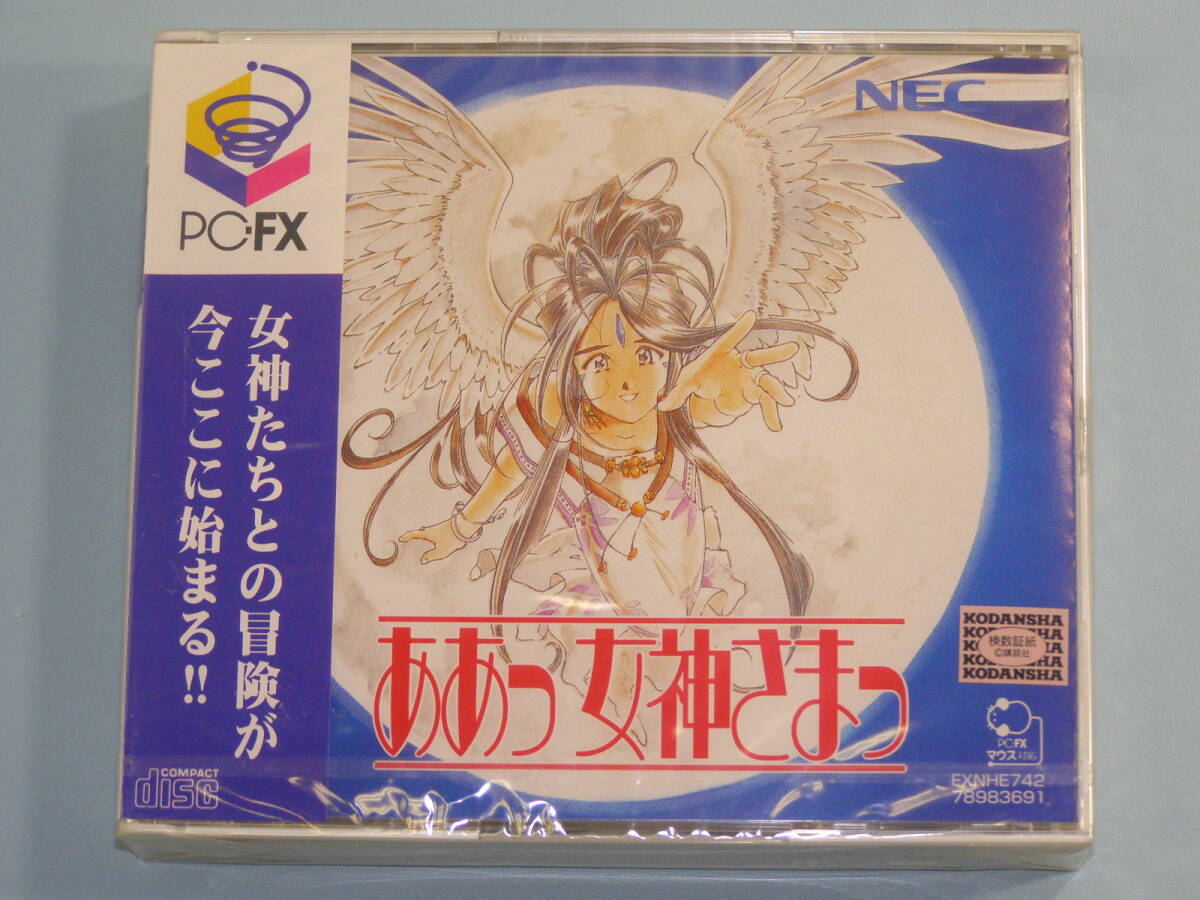 PC-FX
女神たちとの冒険が
今ここに始まる!!
COMPACT
disc
NEC
ああっ女神さまっ
KODANSHA
KODANSHA
KODANSHA
KODANSHA
KODANSHA
検数証紙
©講談社
PC-FX
マウス対応
EXNHE742
78983691